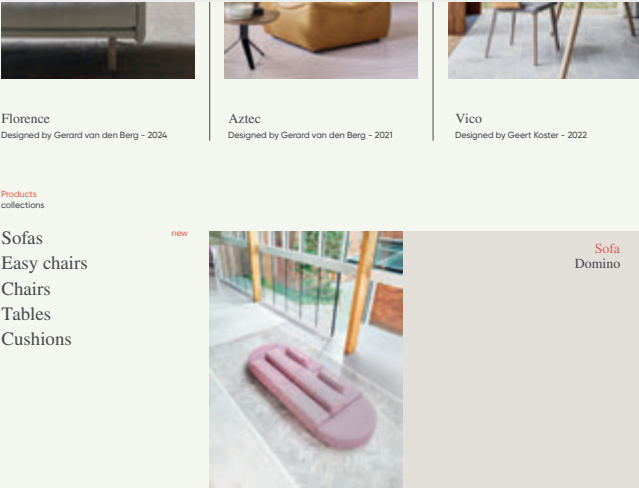 Florence
Designed by Gerard van den Berg - 2024
Aztec
Designed by Gerard van den Berg - 2021
Vico
Designed by Geert Koster - 2022
Products
collections
Sofas
new
Easy chairs
Chairs
Tables
Cushions
Sofa
Domino